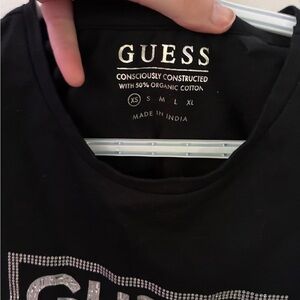 GUESS
CONSCIOUSLY CONSTRUCTED
WITH 50% ORGANIC COTTON
XS S M L XL
MADE IN INDIA